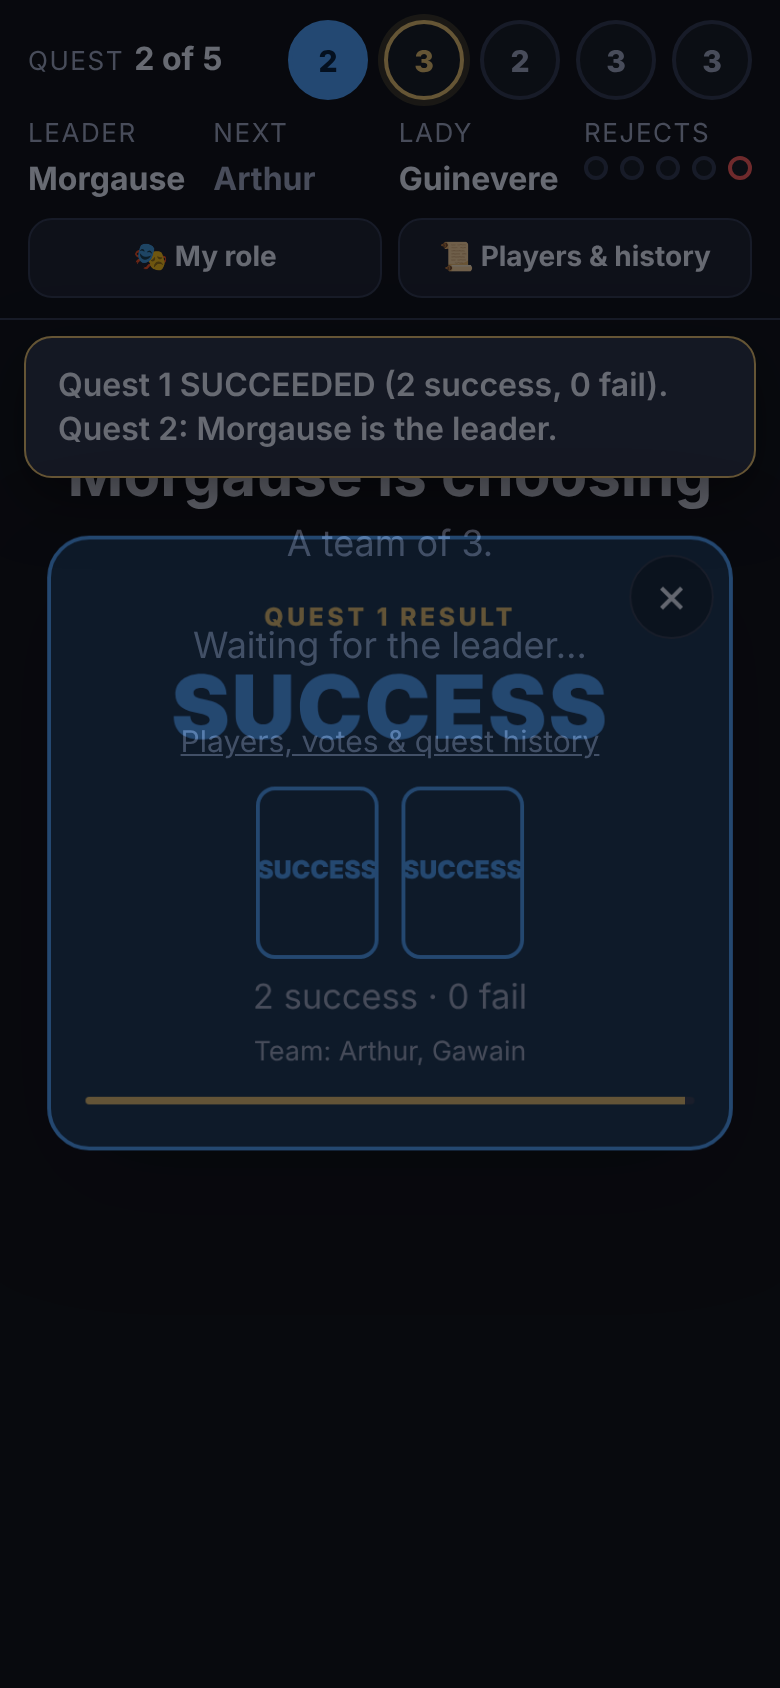 QUEST 2 of 5
2 3 2 3 3
LEADER NEXT LADY REJECTS
Morgause Arthur Guinevere
🎭 My role
📜 Players & history
Quest 1 SUCCEEDED (2 success, 0 fail).
Quest 2: Morgause is the leader.
Morgause is choosing
A team of 3.
×
QUEST 1 RESULT
Waiting for the leader...
SUCCESS
Players, votes & quest history
SUCCESS SUCCESS
2 success · 0 fail
Team: Arthur, Gawain